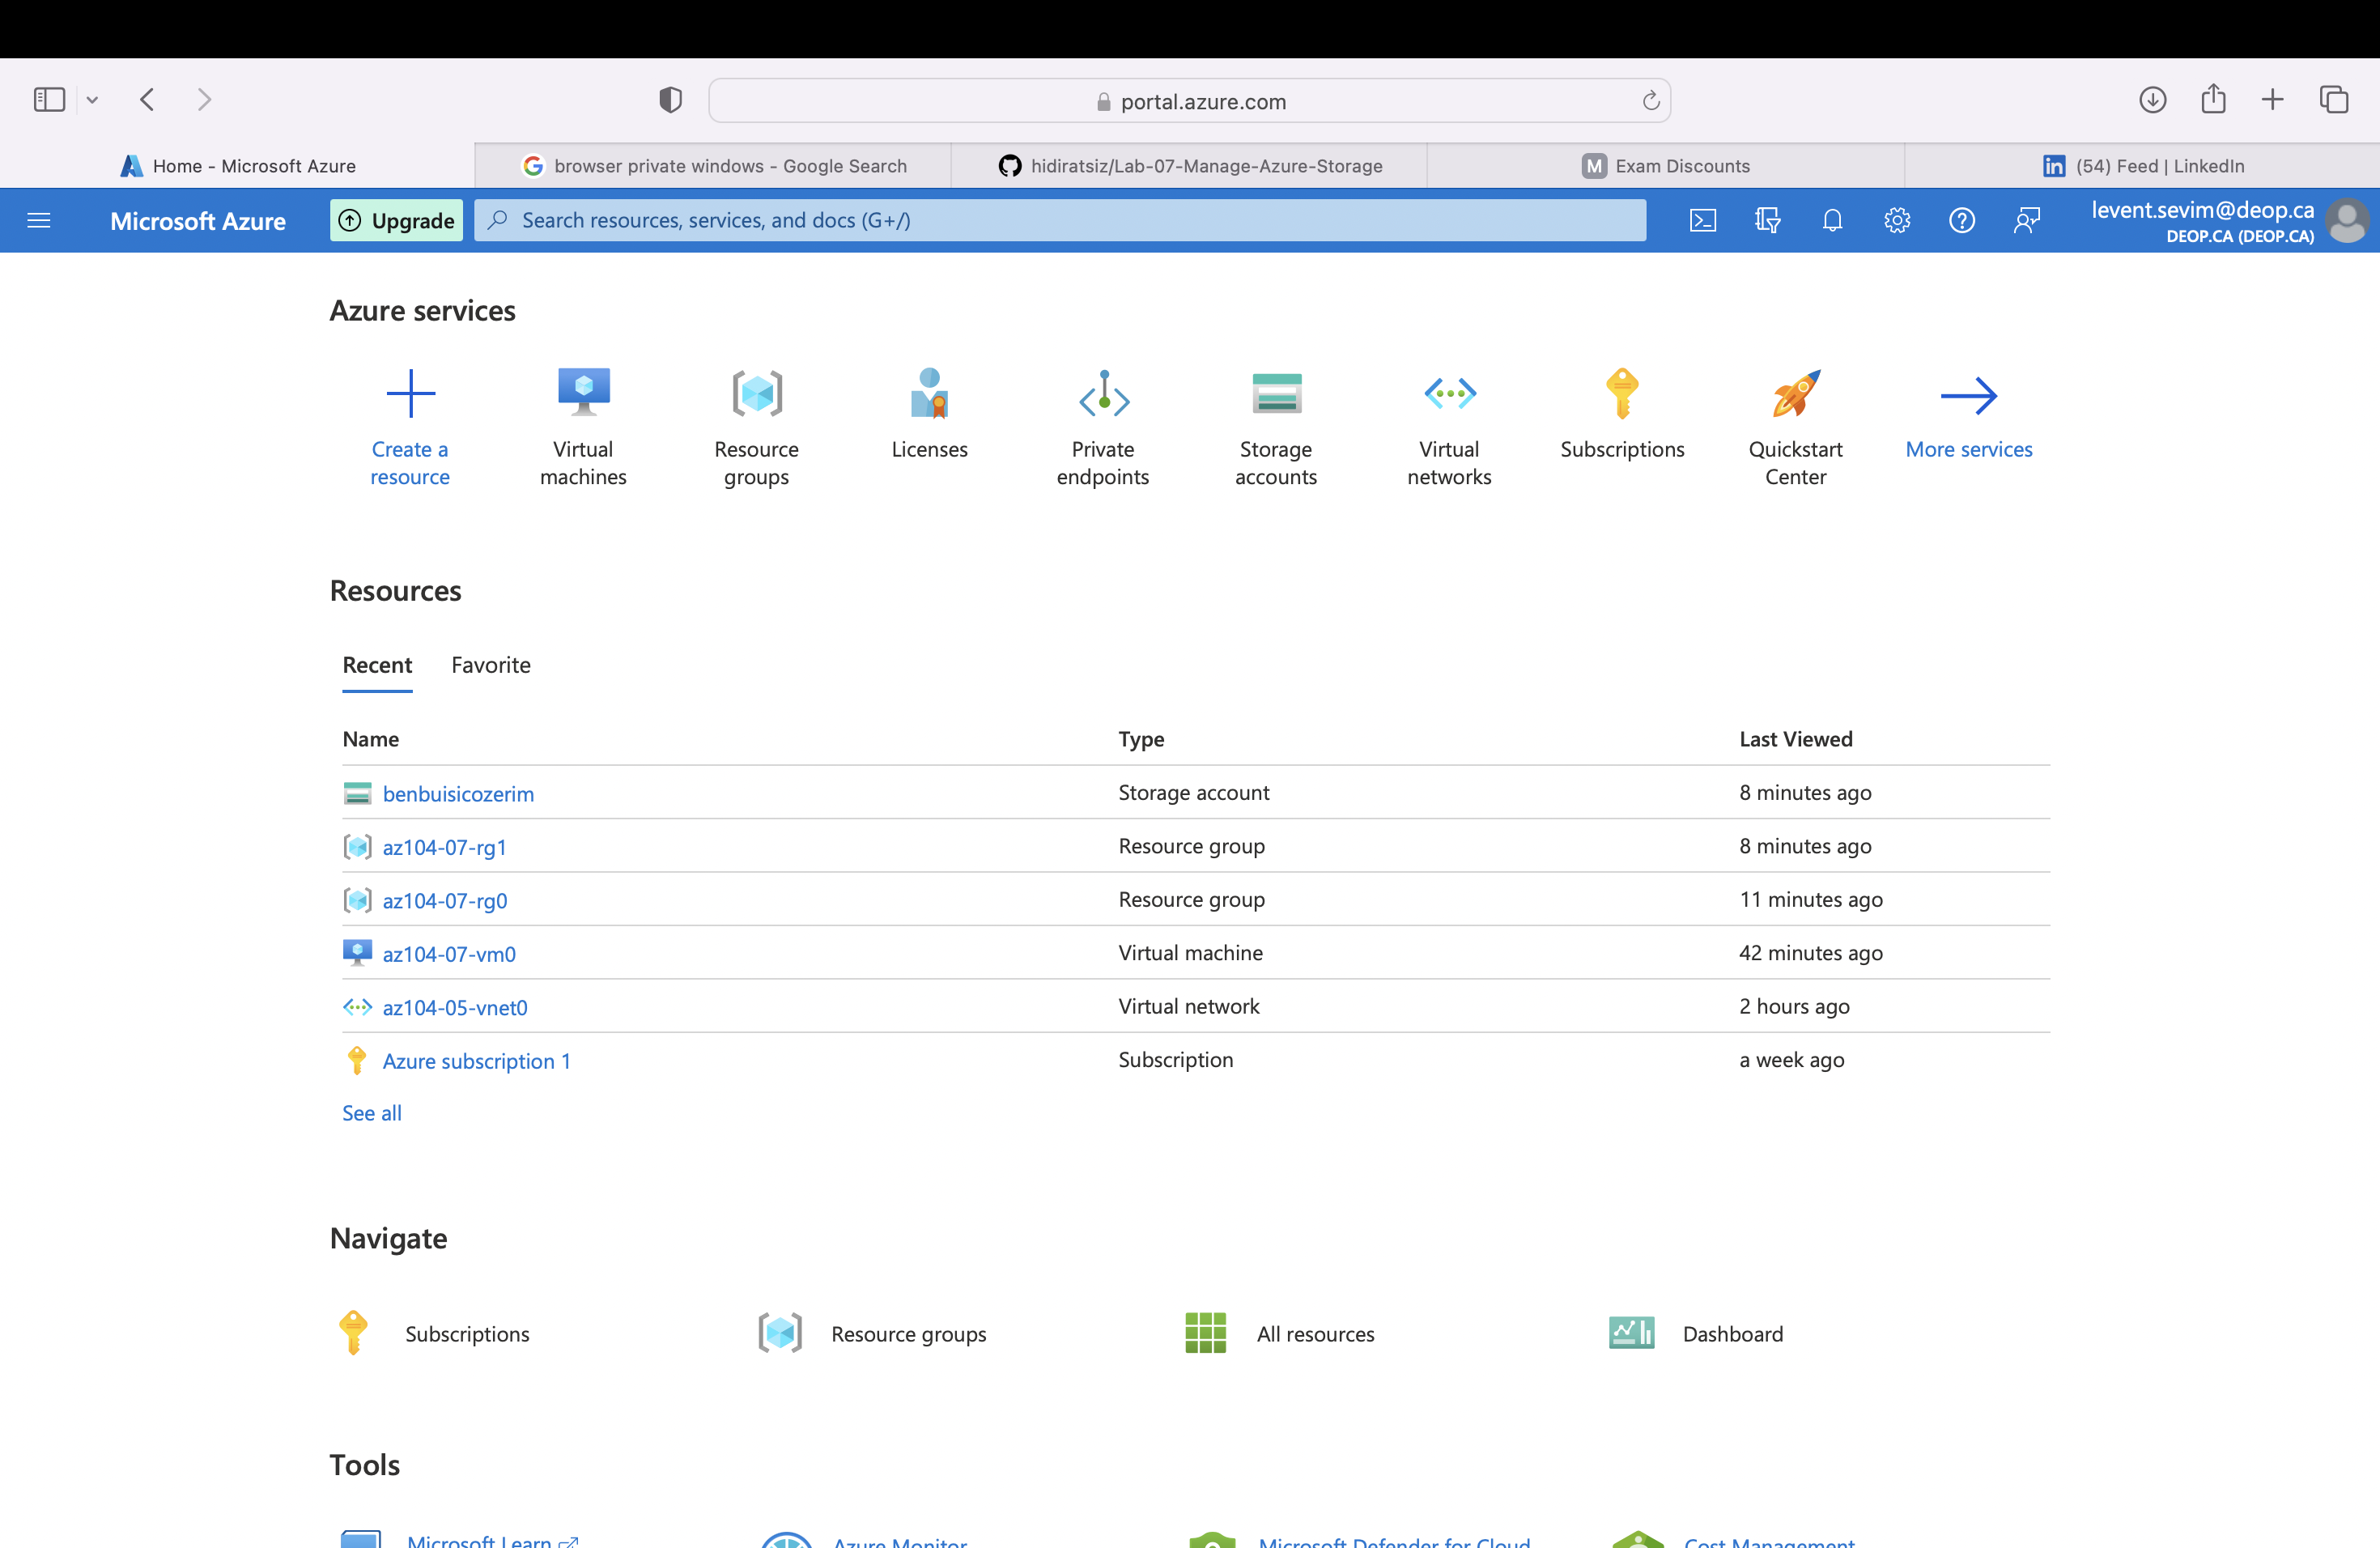 portal.azure.com
Home - Microsoft Azure
browser private windows - Google Search
hidiratsiz/Lab-07-Manage-Azure-Storage
M Exam Discounts
in (54) Feed | LinkedIn
Microsoft Azure
Upgrade
Search resources, services, and docs (G+/)
levent.sevim@deop.ca
DEOP.CA (DEOP.CA)
Azure services
Create a
resource
Virtual
machines
Resource
groups
Licenses
Private
endpoints
Storage
accounts
Virtual
networks
Subscriptions
Quickstart
Center
More services
Resources
Recent
Favorite
Name
Type
Last Viewed
benbuisicozerim
Storage account
8 minutes ago
az104-07-rg1
Resource group
8 minutes ago
az104-07-rg0
Resource group
11 minutes ago
az104-07-vm0
Virtual machine
42 minutes ago
az104-05-vnet0
Virtual network
2 hours ago
Azure subscription 1
Subscription
a week ago
See all
Navigate
Subscriptions
Resource groups
All resources
Dashboard
Tools
Microsoft Learn
Azure Monitor
Microsoft Defender for Cloud
Cost Management